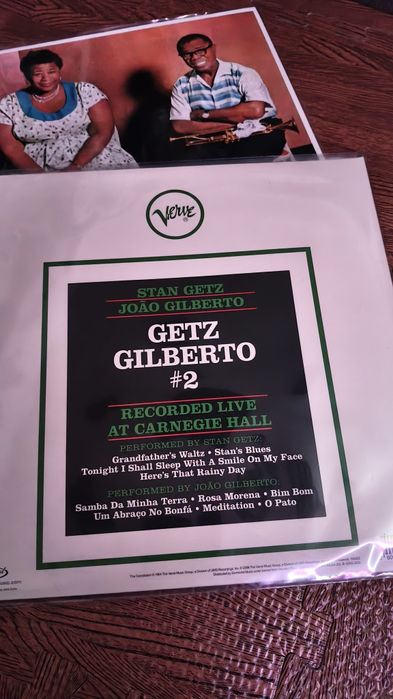 Verve
STAN GETZ
JOÃO GILBERTO
GETZ
GILBERTO
#2
RECORDED LIVE
AT CARNEGIE HALL
PERFORMED BY STAN GETZ:
Grandfather's Waltz • Stan's Blues
Tonight I Shall Sleep With A Smile On My Face
Here's That Rainy Day
PERFORMED BY JOÃO GILBERTO:
Samba Da Minha Terra • Rosa Morena • Bim Bom
Um Abraço No Bonfá • Meditation • O Pato